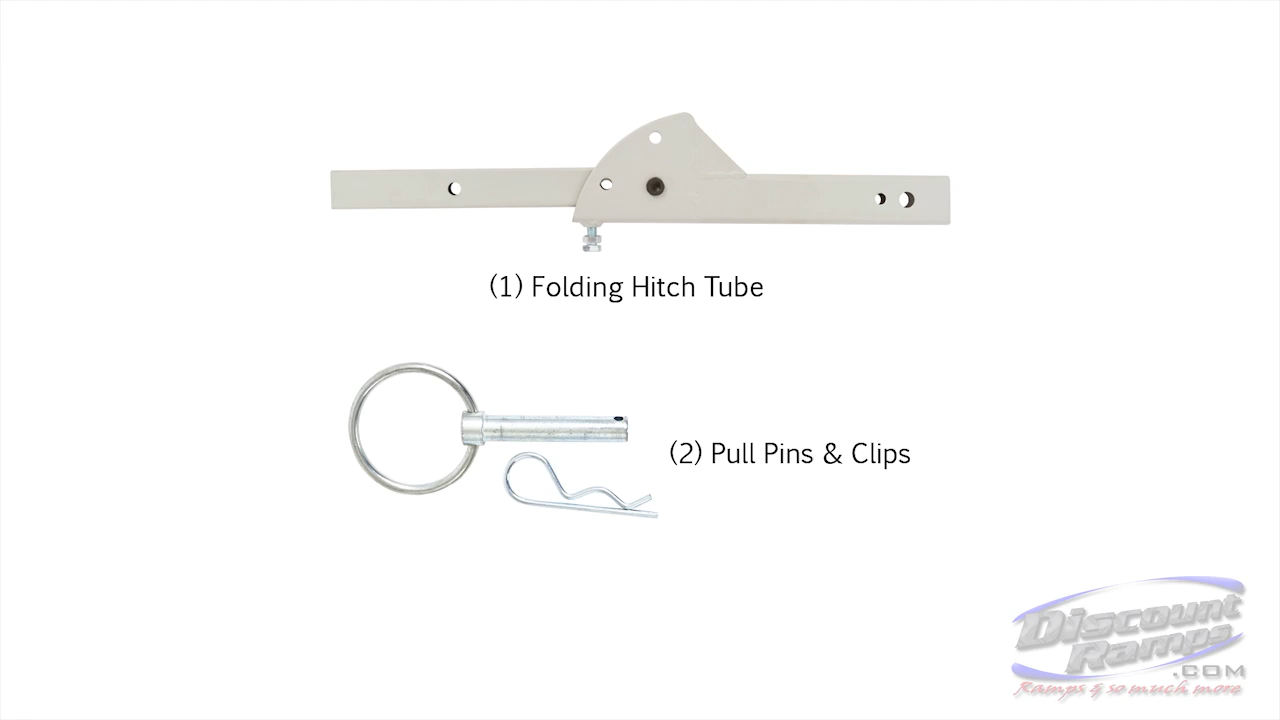 (1) Folding Hitch Tube
(2) Pull Pins & Clips
Discount
Ramps
.COM
Ramps & so much more